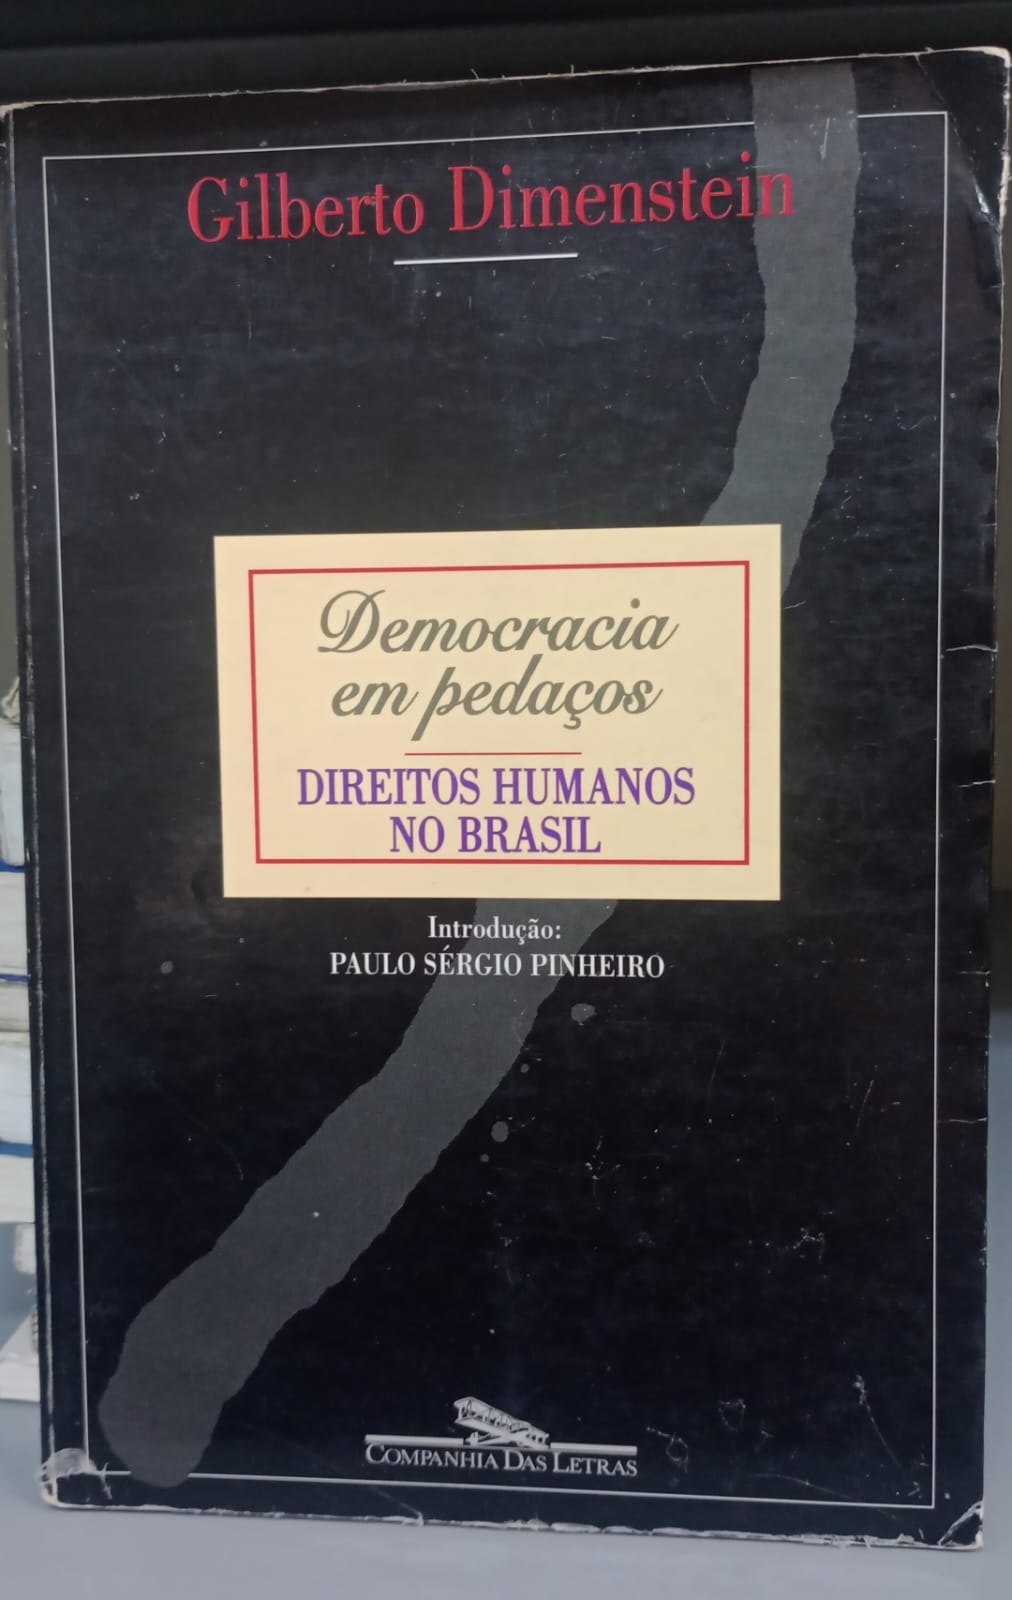 Gilberto Dimenstein
Democracia
em pedaços
DIREITOS HUMANOS
NO BRASIL
Introdução:
PAULO SÉRGIO PINHEIRO
COMPANHIA DAS LETRAS